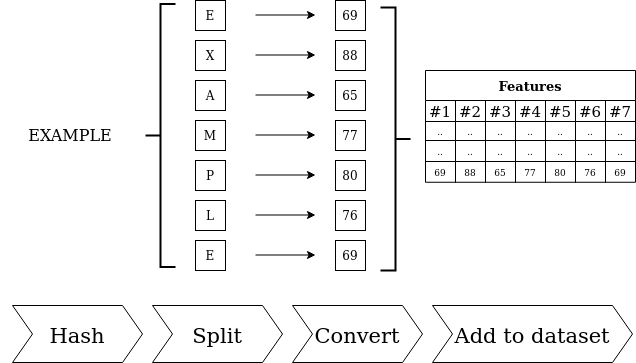 EXAMPLE
E 69
X 88
A 65
M 77
P 80
L 76
E 69
Features
#1 #2 #3 #4 #5 #6 #7
.. .. .. .. .. .. ..
.. .. .. .. .. .. ..
69 88 65 77 80 76 69
Hash Split Convert Add to dataset